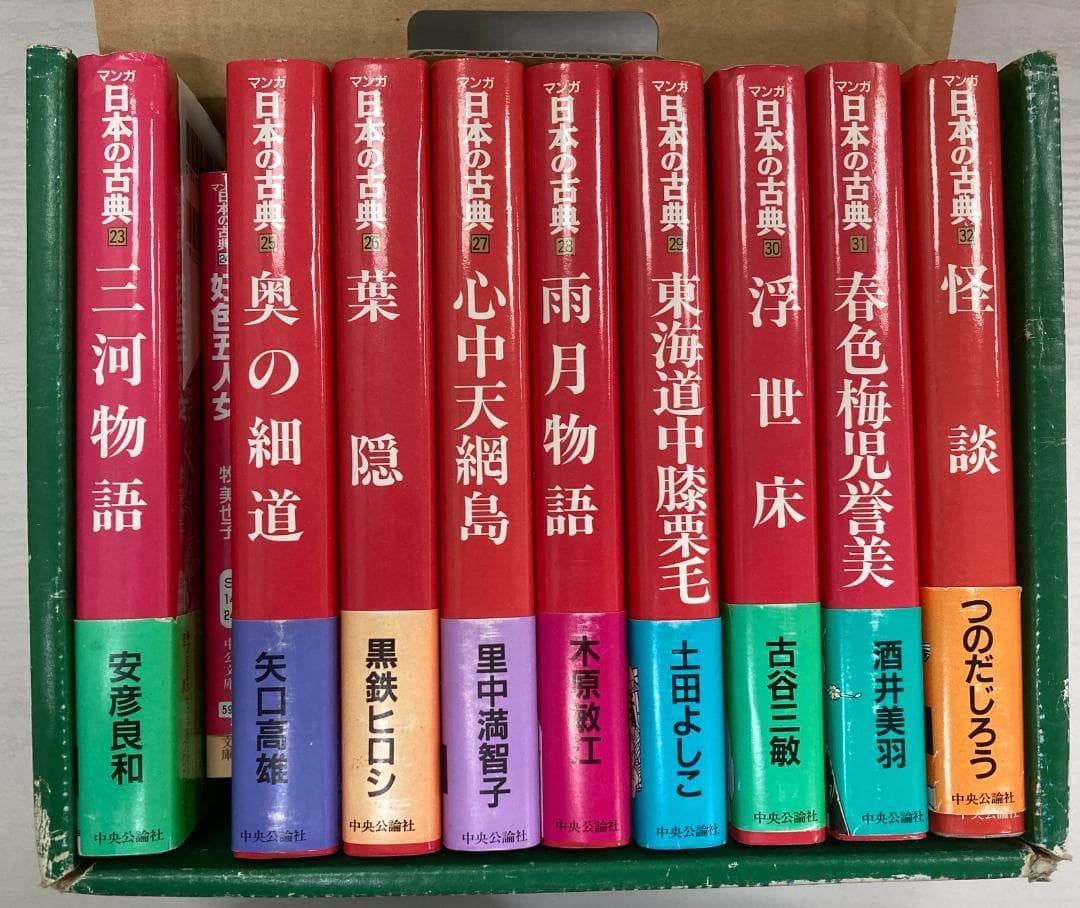 マンガ
日本の古典
23
三河物語
安彦良和
中央公論社
マンガ
日本の古典
24
好色五人女
牧美也子
中公文庫
マンガ
日本の古典
25
奥の細道
矢口高雄
中央公論社
マンガ
日本の古典
26
葉隠
黒鉄ヒロシ
中央公論社
マンガ
日本の古典
27
心中天網島
里中満智子
中央公論社
マンガ
日本の古典
28
雨月物語
木原敏江
中央公論社
マンガ
日本の古典
29
東海道中膝栗毛
土田よしこ
中央公論社
マンガ
日本の古典
30
浮世床
古谷三敏
中央公論社
マンガ
日本の古典
31
春色梅児誉美
酒井美羽
中央公論社
マンガ
日本の古典
32
怪談
つのだじろう
中央公論社
中央公論社